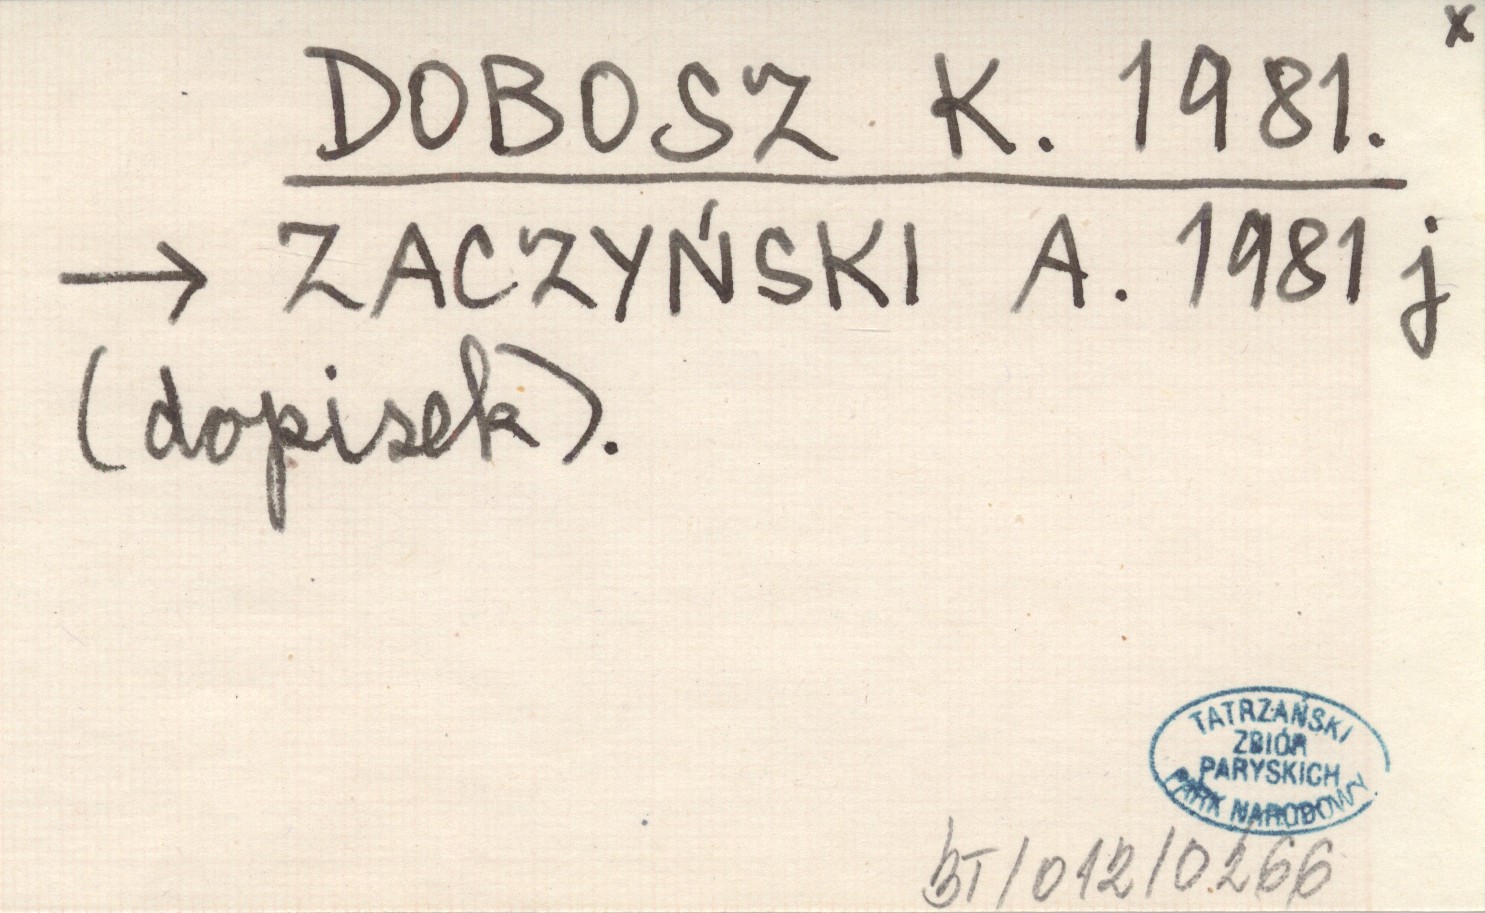 x
DOBOSZ K. 1981.
→ ZACZYŃSKI A. 1981 j
(dopisek).
TATRZAŃSKI
ZBIÓR
PARYSKICH
PARK NARODOWY
BT/012/0266